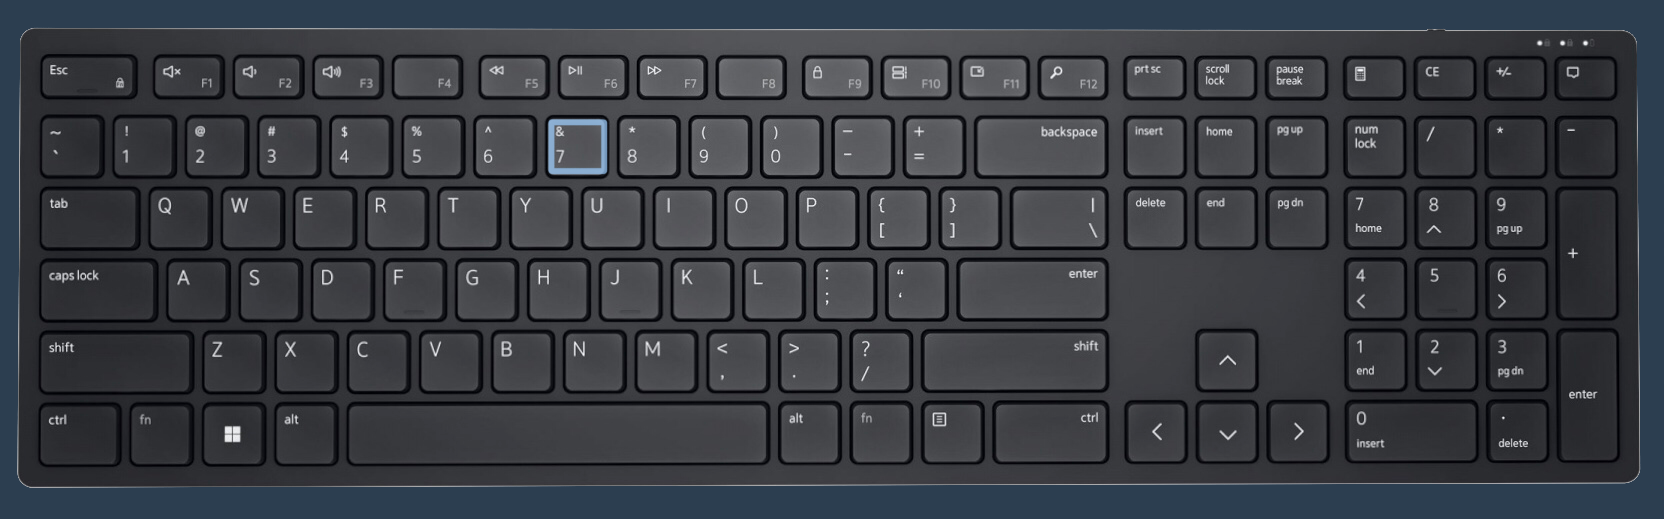 Esc F1 F2 F3 F4 F5 F6 F7 F8 F9 F10 F11 F12 prt sc scroll lock pause break CE +/-
~ ` ! 1 @ 2 # 3 $ 4 % 5 ^ 6 & 7 * 8 ( 9 ) 0 — - + = backspace insert home pg up num lock / * -
tab Q W E R T Y U I O P { [ } ] | \ delete end pg dn 7 home 8 9 pg up +
caps lock A S D F G H J K L : ; “ ‘ enter 4 5 6
shift Z X C V B N M < , > . ? / shift 1 end 2 3 pg dn enter
ctrl fn alt alt fn ctrl 0 insert . delete